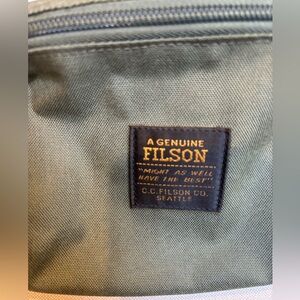 A GENUINE
FILSON
"MIGHT AS WELL
HAVE THE BEST"
C.C. FILSON CO.
SEATTLE